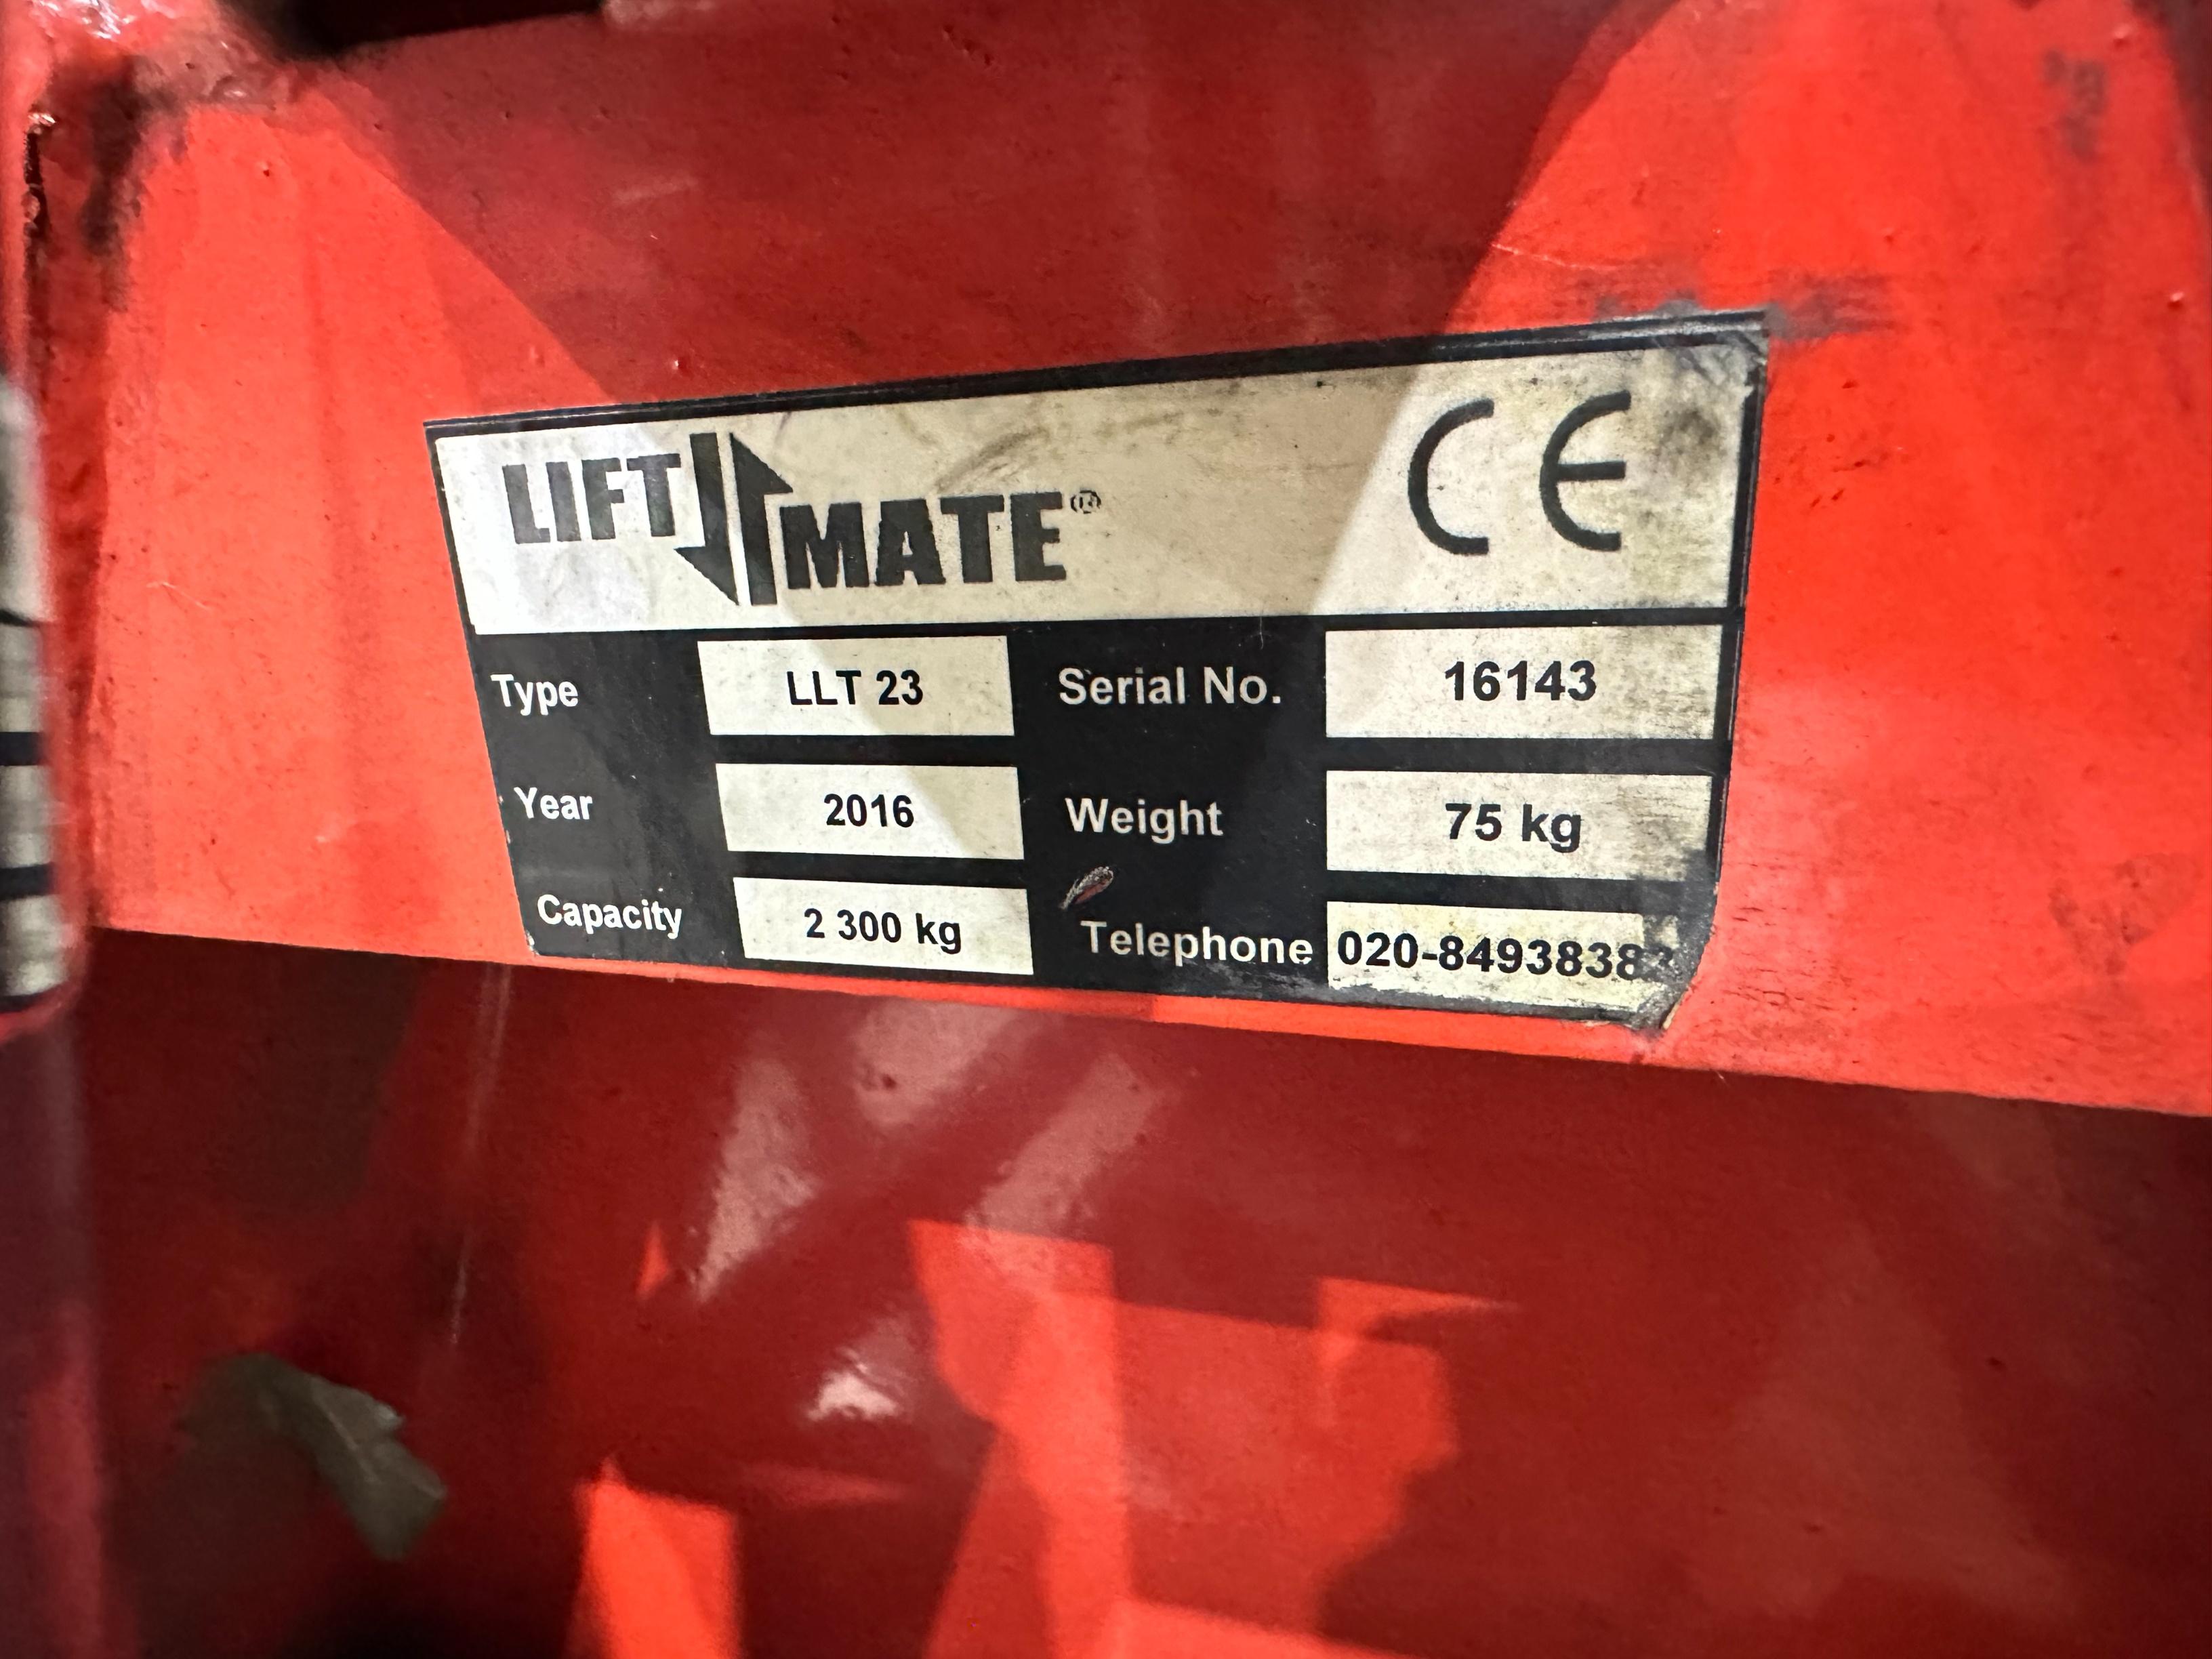 LIFT MATE® CE
Type LLT 23 Serial No. 16143
Year 2016 Weight 75 kg
Capacity 2 300 kg Telephone